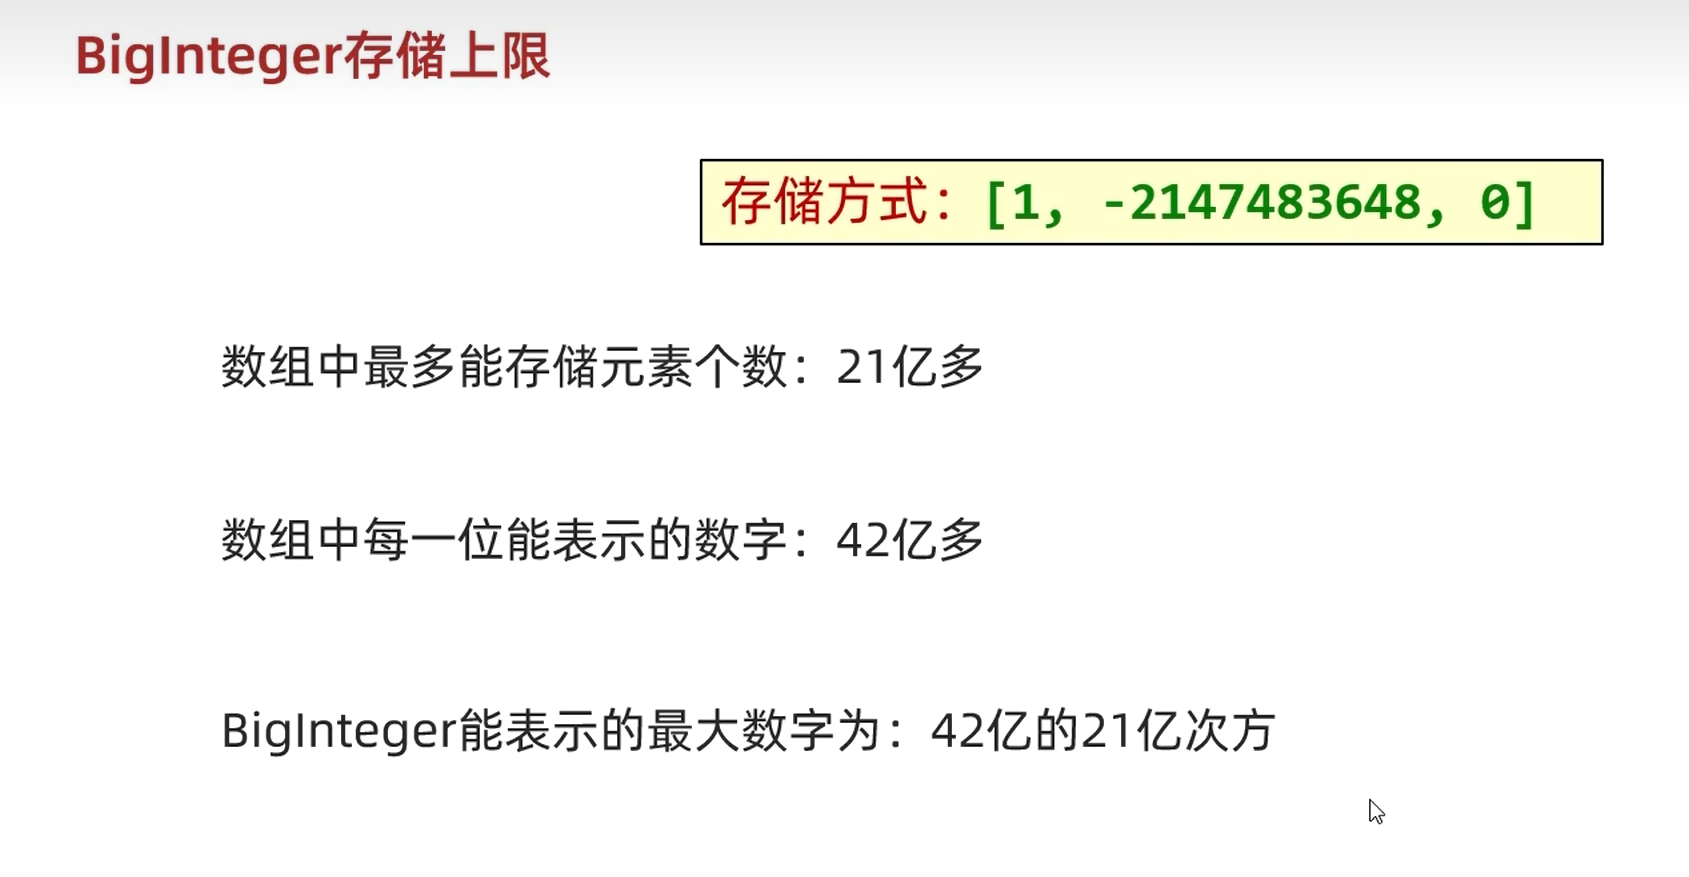 BigInteger存储上限
存储方式：[1, -2147483648, 0]
数组中最多能存储元素个数：21亿多
数组中每一位能表示的数字：42亿多
BigInteger能表示的最大数字为：42亿的21亿次方